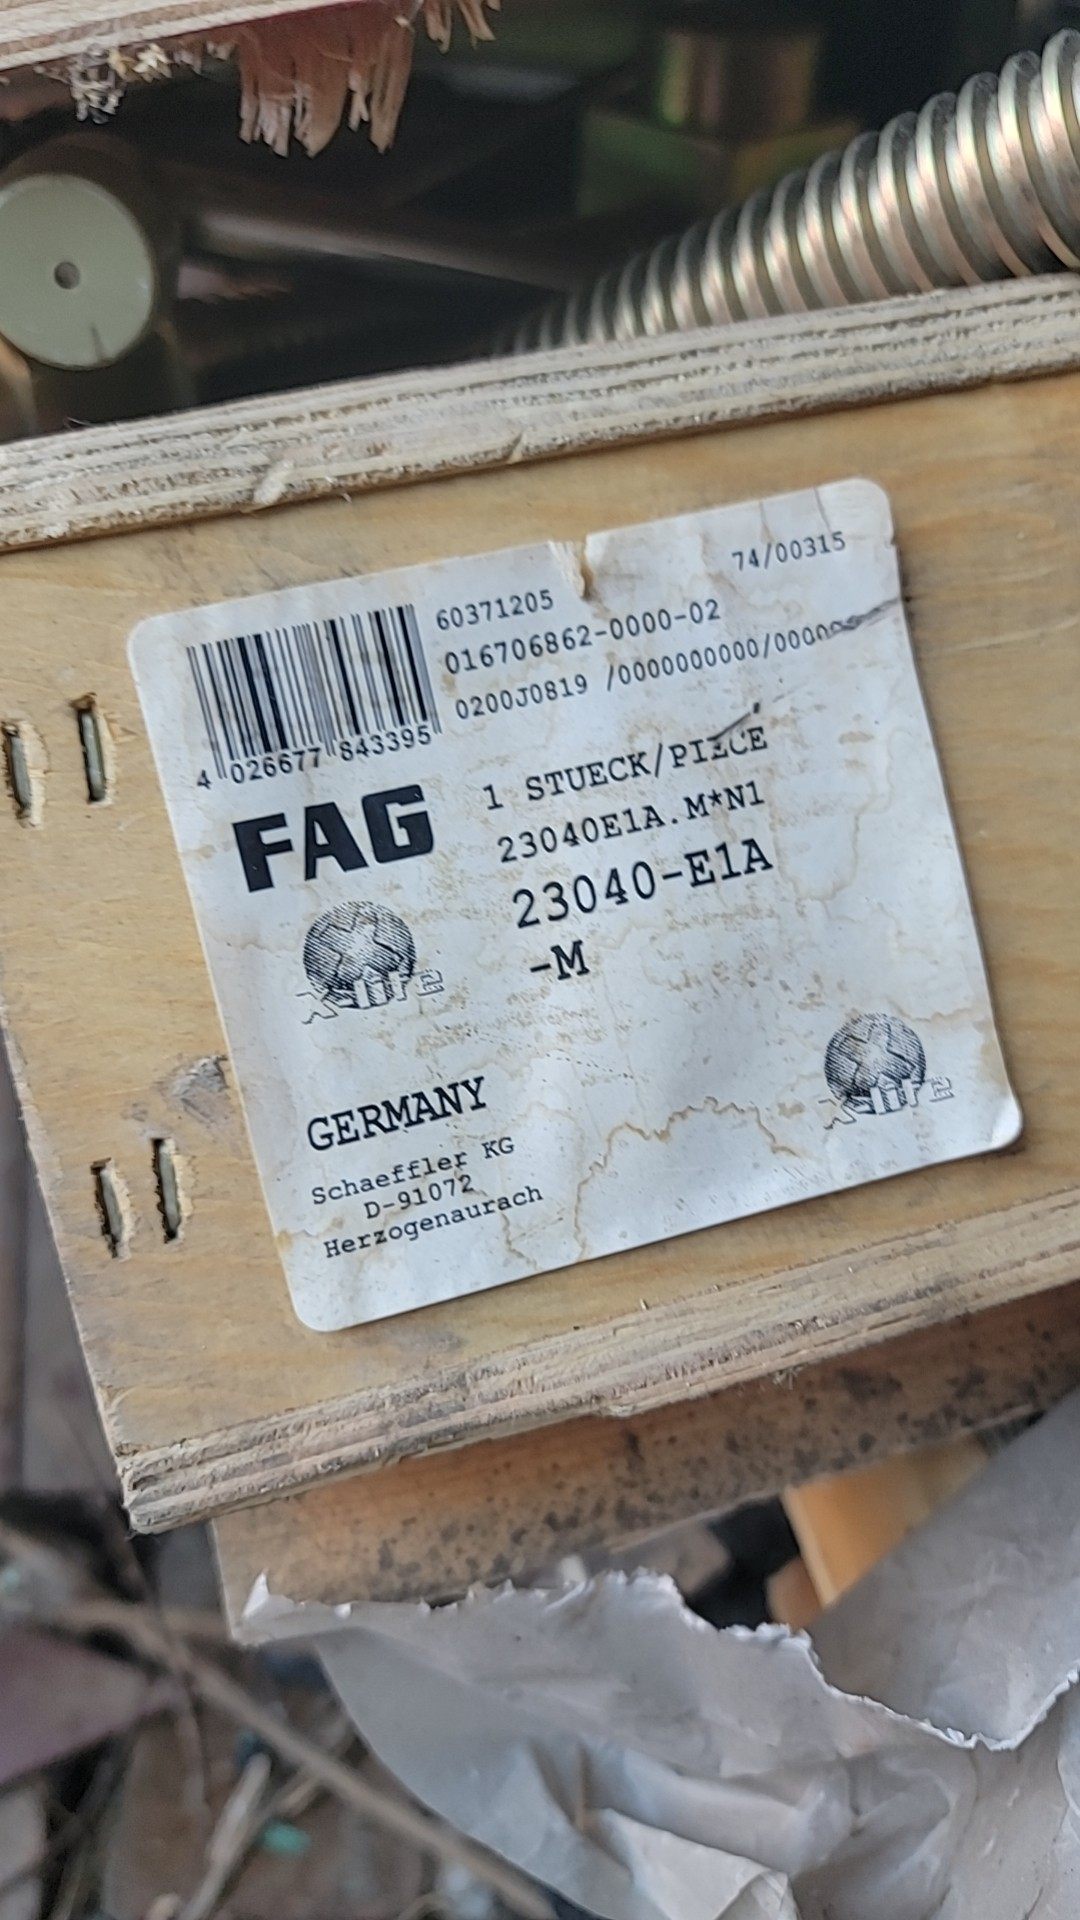 74/00315
60371205
016706862-0000-02
0200J0819 /0000000000/000
4 026677 843395
FAG
1 STUECK/PIECE
23040E1A.M*N1
23040-E1A
-M
X-life
X-life
GERMANY
Schaeffler KG
D-91072
Herzogenaurach